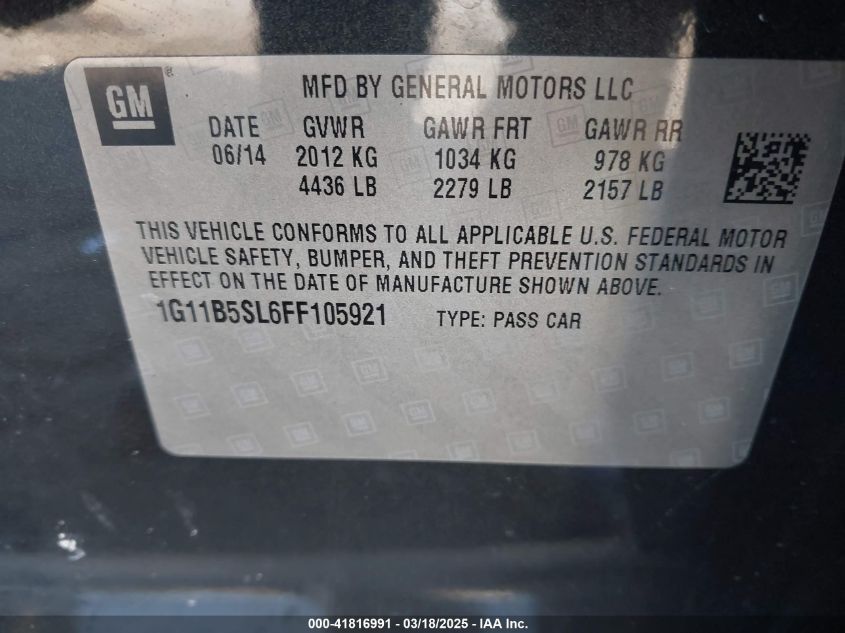 GM ® MFD BY GENERAL MOTORS LLC
DATE GVWR GAWR FRT GAWR RR
06/14 2012 KG 1034 KG 978 KG
4436 LB 2279 LB 2157 LB
THIS VEHICLE CONFORMS TO ALL APPLICABLE U.S. FEDERAL MOTOR
VEHICLE SAFETY, BUMPER, AND THEFT PREVENTION STANDARDS IN
EFFECT ON THE DATE OF MANUFACTURE SHOWN ABOVE.
1G11B5SL6FF105921 TYPE: PASS CAR
000-41816991 / 03/18/2025 - IAA Inc.